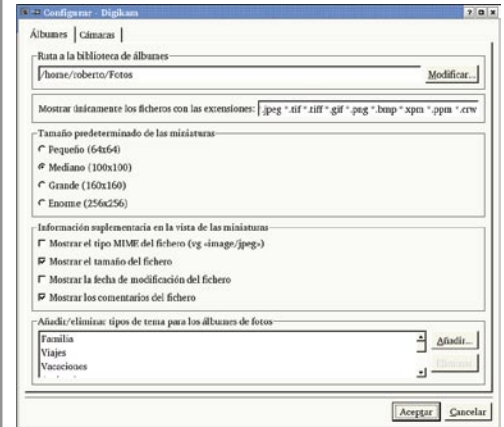 Configurar - Digikam
Álbumes Cámaras
Ruta a la biblioteca de álbumes
/home/roberto/Fotos Modificar...
Mostrar únicamente los ficheros con las extensiones: *.jpeg *.tif *.tiff *.gif *.png *.bmp *.xpm *.ppm *.crw
Tamaño predeterminado de las miniaturas
Pequeño (64x64)
Mediano (100x100)
Grande (160x160)
Enorme (256x256)
Información suplementaria en la vista de las miniaturas
Mostrar el tipo MIME del fichero (vg «image/jpeg»)
Mostrar el tamaño del fichero
Mostrar la fecha de modificación del fichero
Mostrar los comentarios del fichero
Añadir/eliminar tipos de tema para los álbumes de fotos
Familia Añadir...
Viajes
Vacaciones Eliminar
Aceptar Cancelar